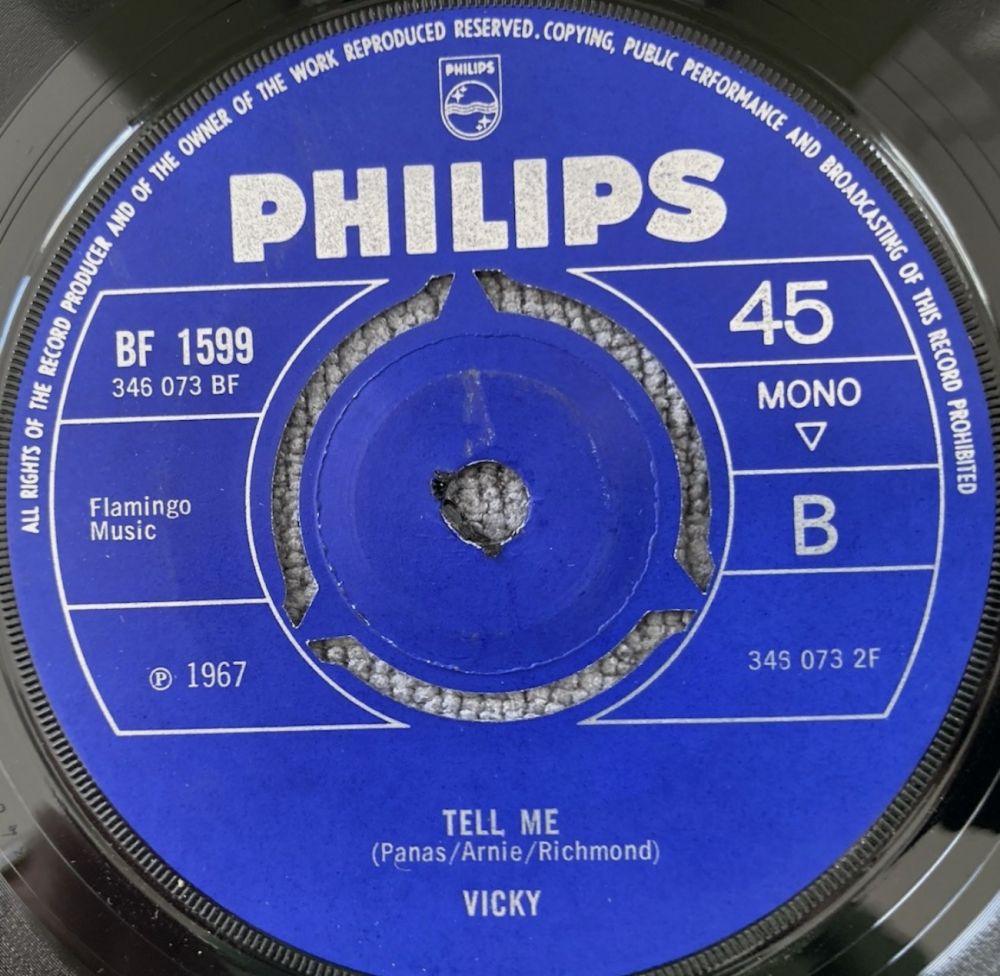 ALL RIGHTS OF THE RECORD PRODUCER AND OF THE OWNER OF THE WORK REPRODUCED RESERVED. COPYING, PUBLIC PERFORMANCE AND BROADCASTING OF THIS RECORD PROHIBITED
PHILIPS
PHILIPS
BF 1599
346 073 BF
45
MONO
Flamingo
Music
B
℗ 1967
346 073 2F
TELL ME
(Panas/Arnie/Richmond)
VICKY